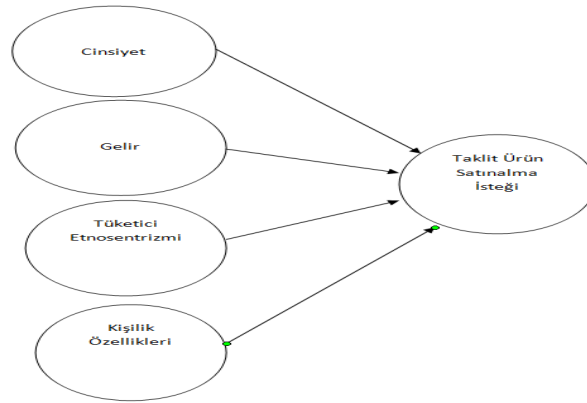 Cinsiyet
Gelir
Tüketici
Etnosentrizmi
Kişilik
Özellikleri
Taklit Ürün
Satınalma
İsteği